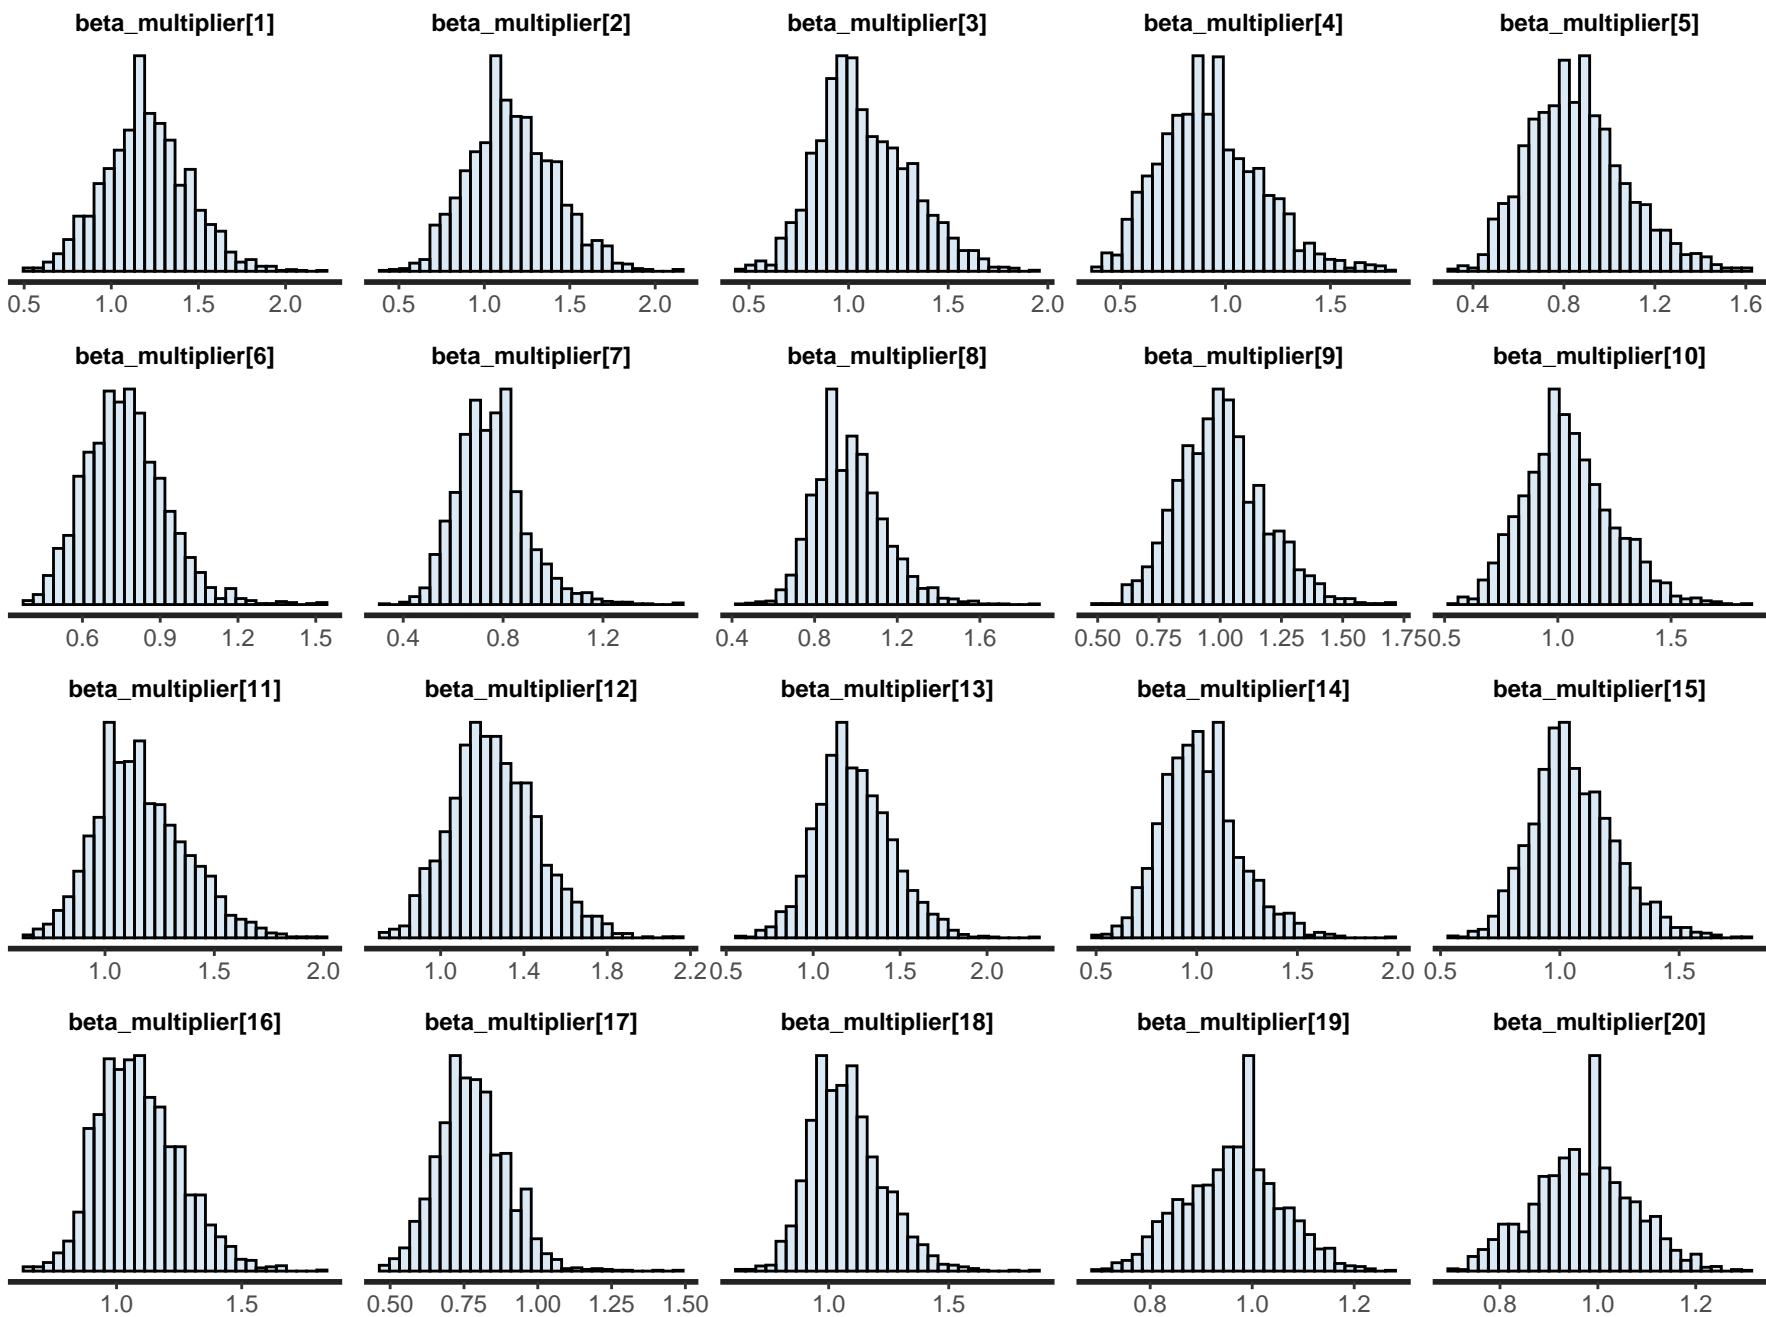 beta_multiplier[1] beta_multiplier[2] beta_multiplier[3] beta_multiplier[4] beta_multiplier[5]
0.5 1.0 1.5 2.0 0.5 1.0 1.5 2.0 0.5 1.0 1.5 2.0 0.5 1.0 1.5 0.4 0.8 1.2 1.6
beta_multiplier[6] beta_multiplier[7] beta_multiplier[8] beta_multiplier[9] beta_multiplier[10]
0.6 0.9 1.2 1.5 0.4 0.8 1.2 0.4 0.8 1.2 1.6 0.50 0.75 1.00 1.25 1.50 1.75 0.5 1.0 1.5
beta_multiplier[11] beta_multiplier[12] beta_multiplier[13] beta_multiplier[14] beta_multiplier[15]
1.0 1.5 2.0 1.0 1.4 1.8 2.2 0.5 1.0 1.5 2.0 0.5 1.0 1.5 2.0 0.5 1.0 1.5
beta_multiplier[16] beta_multiplier[17] beta_multiplier[18] beta_multiplier[19] beta_multiplier[20]
1.0 1.5 0.50 0.75 1.00 1.25 1.50 1.0 1.5 0.8 1.0 1.2 0.8 1.0 1.2